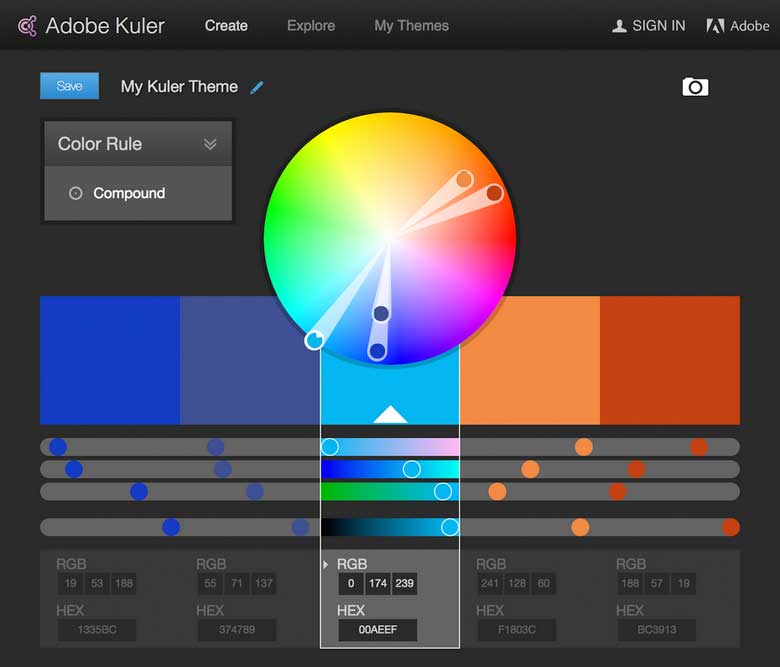 Adobe Kuler Create Explore My Themes SIGN IN Adobe
Save My Kuler Theme
Color Rule
Compound
RGB RGB RGB RGB RGB
19 53 188 55 71 137 0 174 239 241 128 60 188 57 19
HEX HEX HEX HEX HEX
1335BC 374789 00AEEF F1803C BC3913